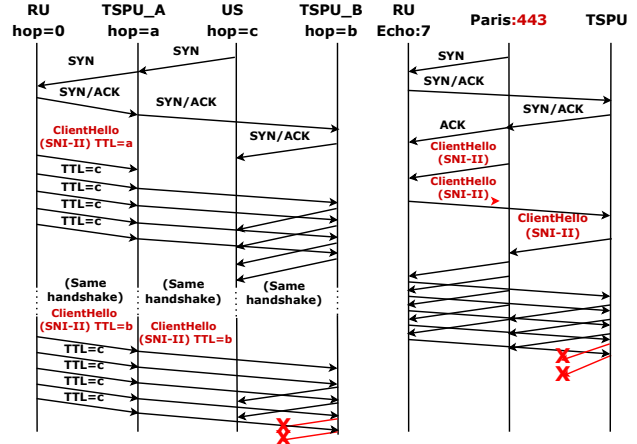 RU
hop=0
TSPU_A
hop=a
US
hop=c
TSPU_B
hop=b
SYN
SYN
SYN/ACK
SYN/ACK
SYN/ACK
ClientHello
(SNI-II) TTL=a
TTL=c
TTL=c
TTL=c
TTL=c
(Same
handshake)
(Same
handshake)
(Same
handshake)
ClientHello
(SNI-II) TTL=b
ClientHello
(SNI-II) TTL=b
TTL=c
TTL=c
TTL=c
TTL=c
X
X
RU
Echo:7
Paris:443
TSPU
SYN
SYN/ACK
SYN/ACK
ACK
ClientHello
(SNI-II)
ClientHello
(SNI-II)
ClientHello
(SNI-II)
X
X